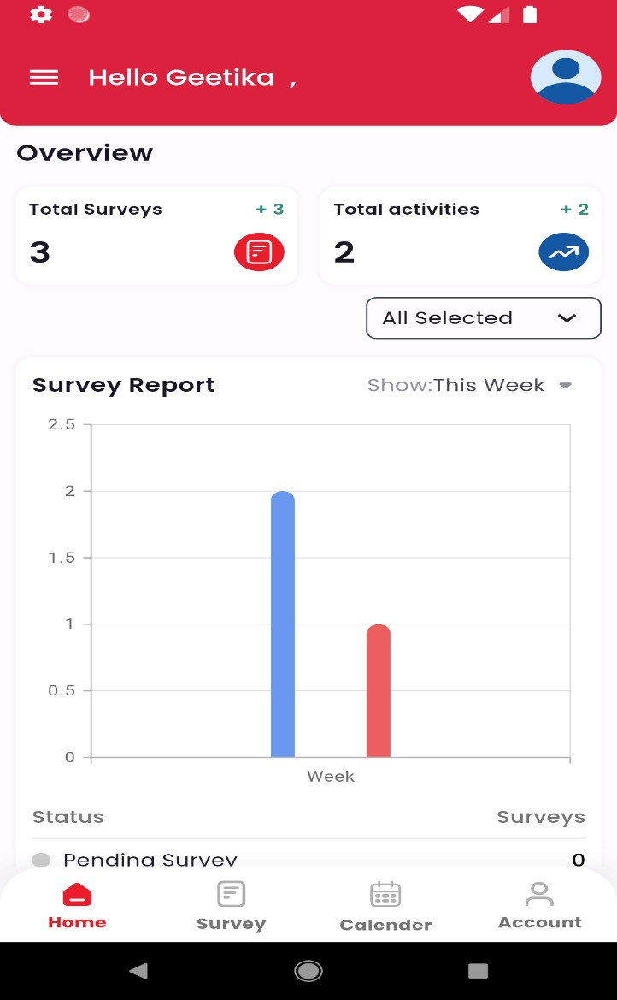 Hello Geetika ,
Overview
Total Surveys + 3
3
Total activities + 2
2
All Selected
Survey Report Show:This Week
2.5
2
1.5
1
0.5
0
Week
Status Surveys
Pending Survey 0
Home Survey Calender Account